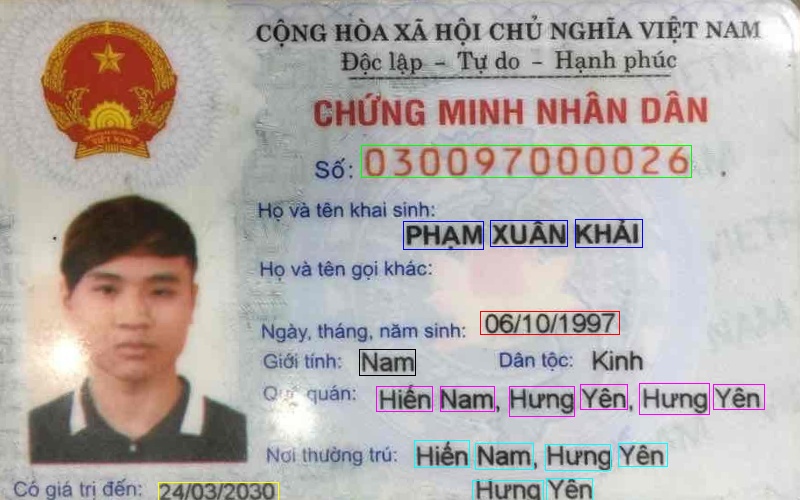 CỘNG HÒA XÃ HỘI CHỦ NGHĨA VIỆT NAM
Độc lập - Tự do - Hạnh phúc
CHỨNG MINH NHÂN DÂN
Số: 030097000026
Họ và tên khai sinh:
PHẠM XUÂN KHẢI
Họ và tên gọi khác:
Ngày, tháng, năm sinh: 06/10/1997
Giới tính: Nam Dân tộc: Kinh
Quê quán: Hiến Nam, Hưng Yên, Hưng Yên
Nơi thường trú: Hiến Nam, Hưng Yên
Hưng Yên
Có giá trị đến: 24/03/2030
VIỆT NAM